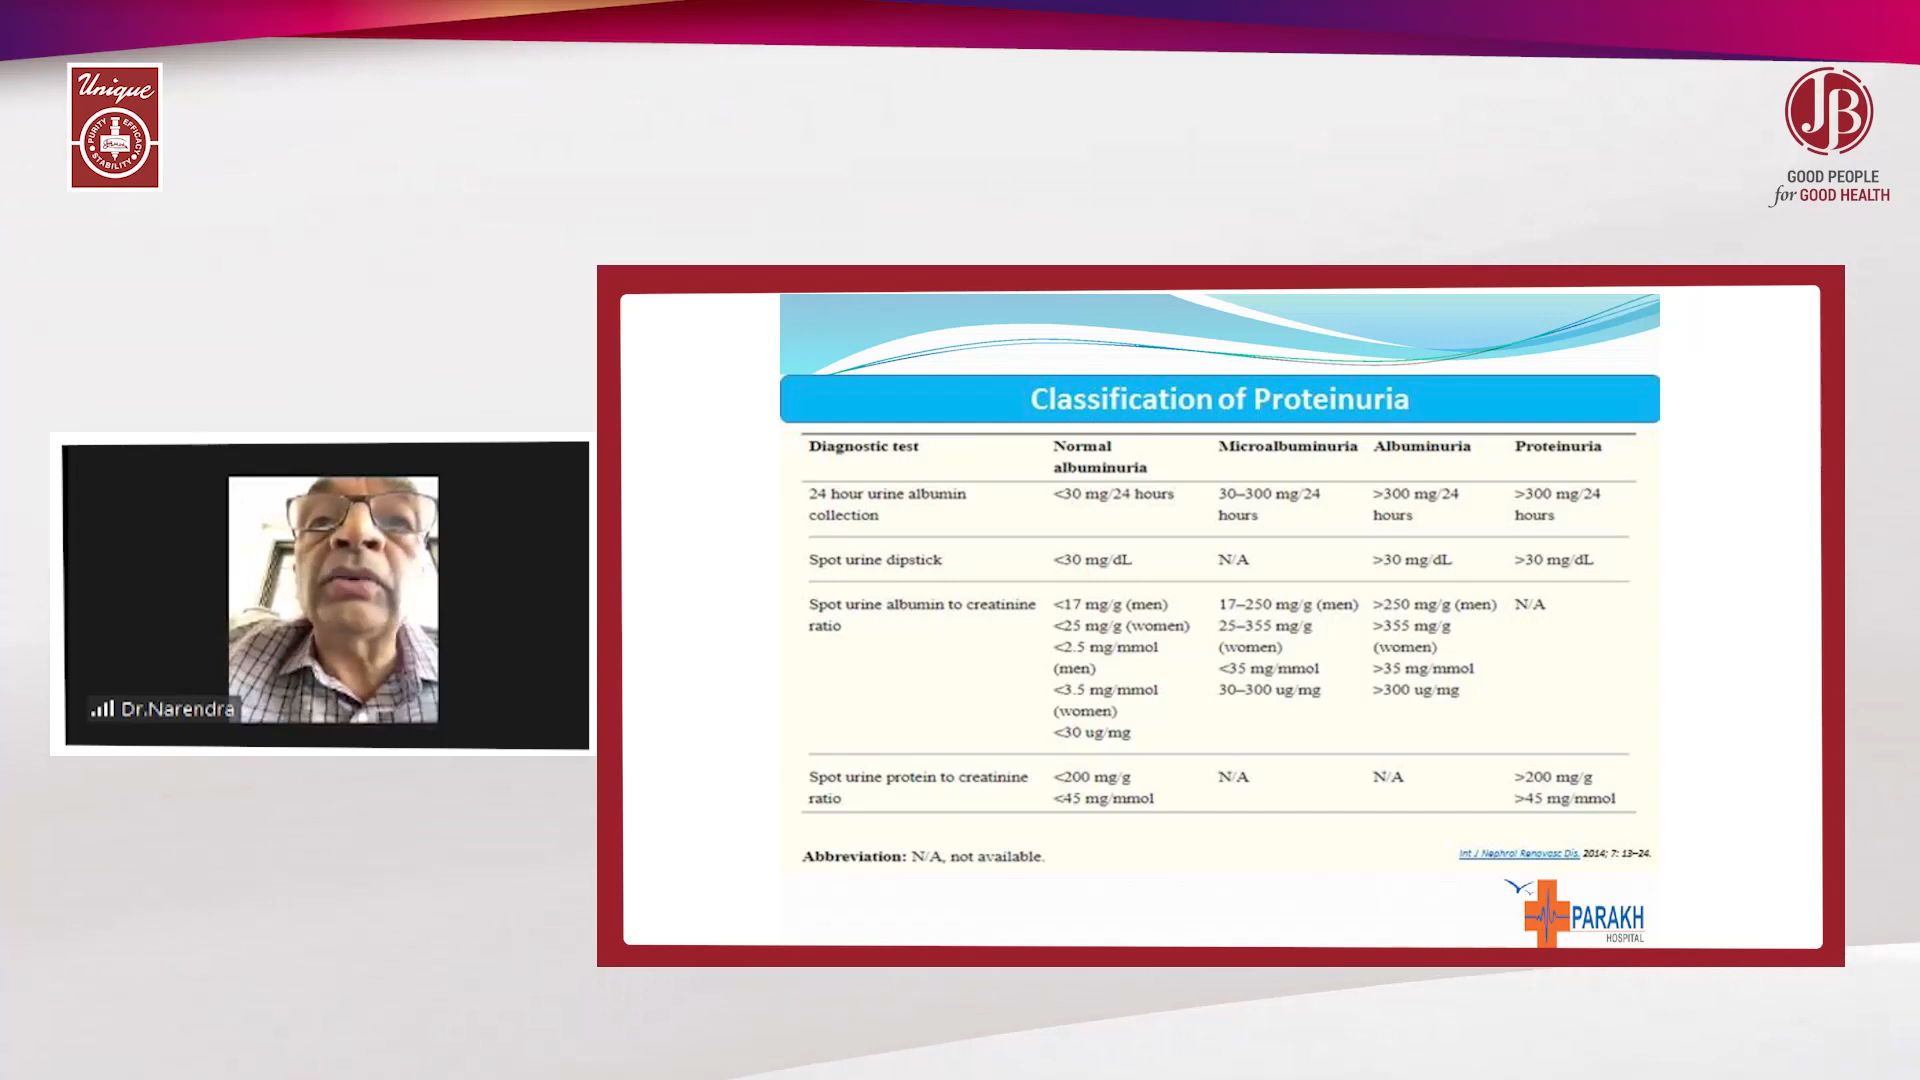 Unique
PURITY EFFICACY
STABILITY
JB
GOOD PEOPLE
for GOOD HEALTH
Classification of Proteinuria
Diagnostic test Normal albuminuria Microalbuminuria Albuminuria Proteinuria
24 hour urine albumin collection <30 mg/24 hours 30–300 mg/24 hours >300 mg/24 hours >300 mg/24 hours
Spot urine dipstick <30 mg/dL N/A >30 mg/dL >30 mg/dL
Spot urine albumin to creatinine ratio <17 mg/g (men) <25 mg/g (women) <2.5 mg/mmol (men) <3.5 mg/mmol (women) <30 ug/mg 17–250 mg/g (men) 25–355 mg/g (women) <35 mg/mmol 30–300 ug/mg >250 mg/g (men) >355 mg/g (women) >35 mg/mmol >300 ug/mg N/A
Spot urine protein to creatinine ratio <200 mg/g <45 mg/mmol N/A N/A >200 mg/g >45 mg/mmol
Abbreviation: N/A, not available.
Int J Nephrol Renovasc Dis. 2014; 7: 13–24.
PARAKH
HOSPITAL
Dr.Narendra